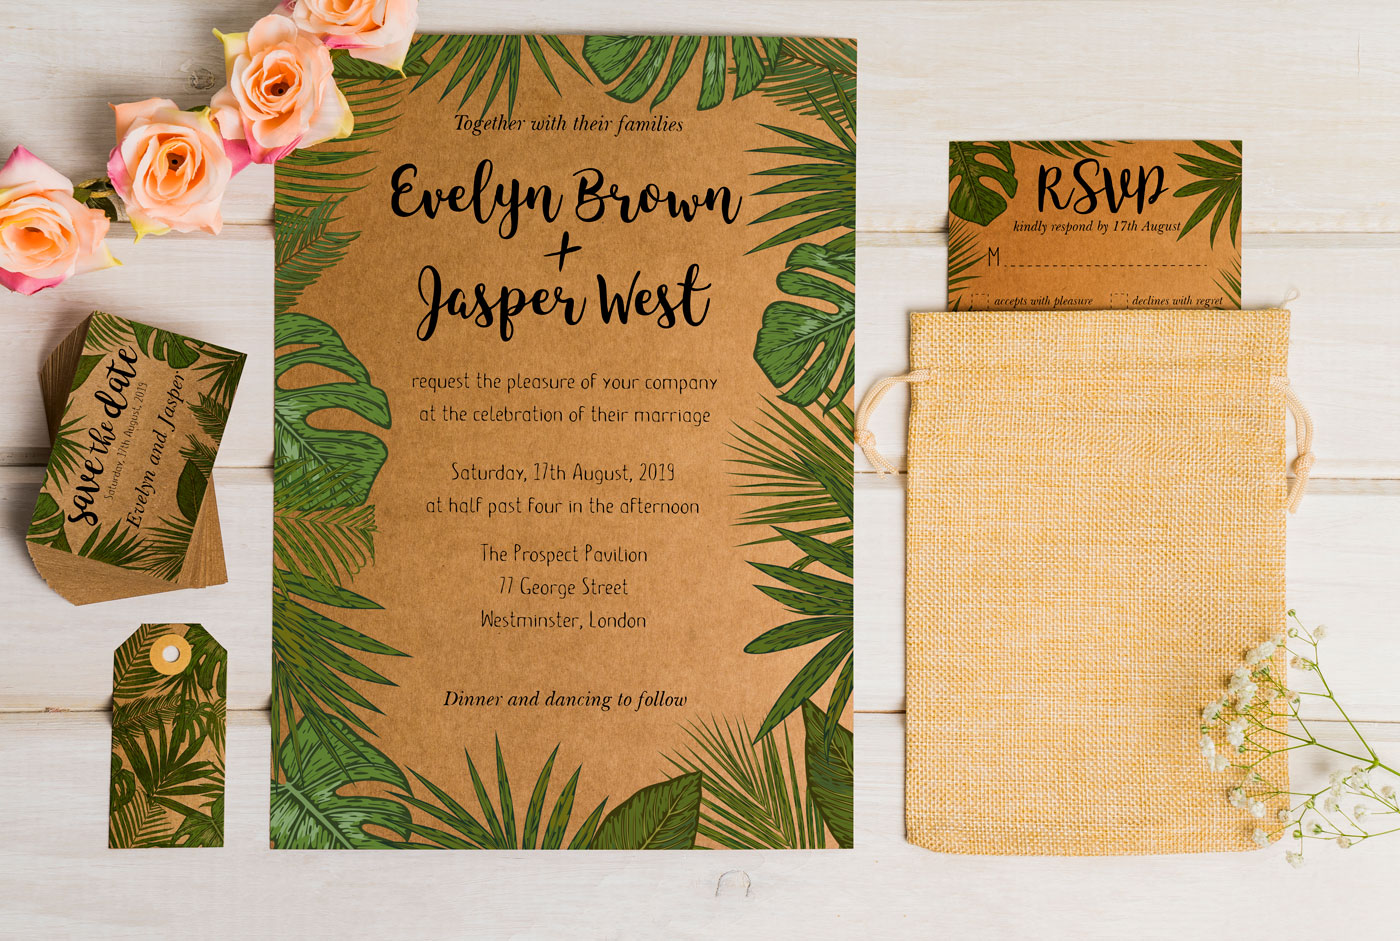 Together with their families
Evelyn Brown
+
Jasper West
request the pleasure of your company
at the celebration of their marriage
Saturday, 17th August, 2019
at half past four in the afternoon
The Prospect Pavilion
77 George Street
Westminster, London
Dinner and dancing to follow
RSVP
kindly respond by 17th August
M
accepts with pleasure
declines with regret
save the date
Saturday, 17th August, 2019
Evelyn and Jasper